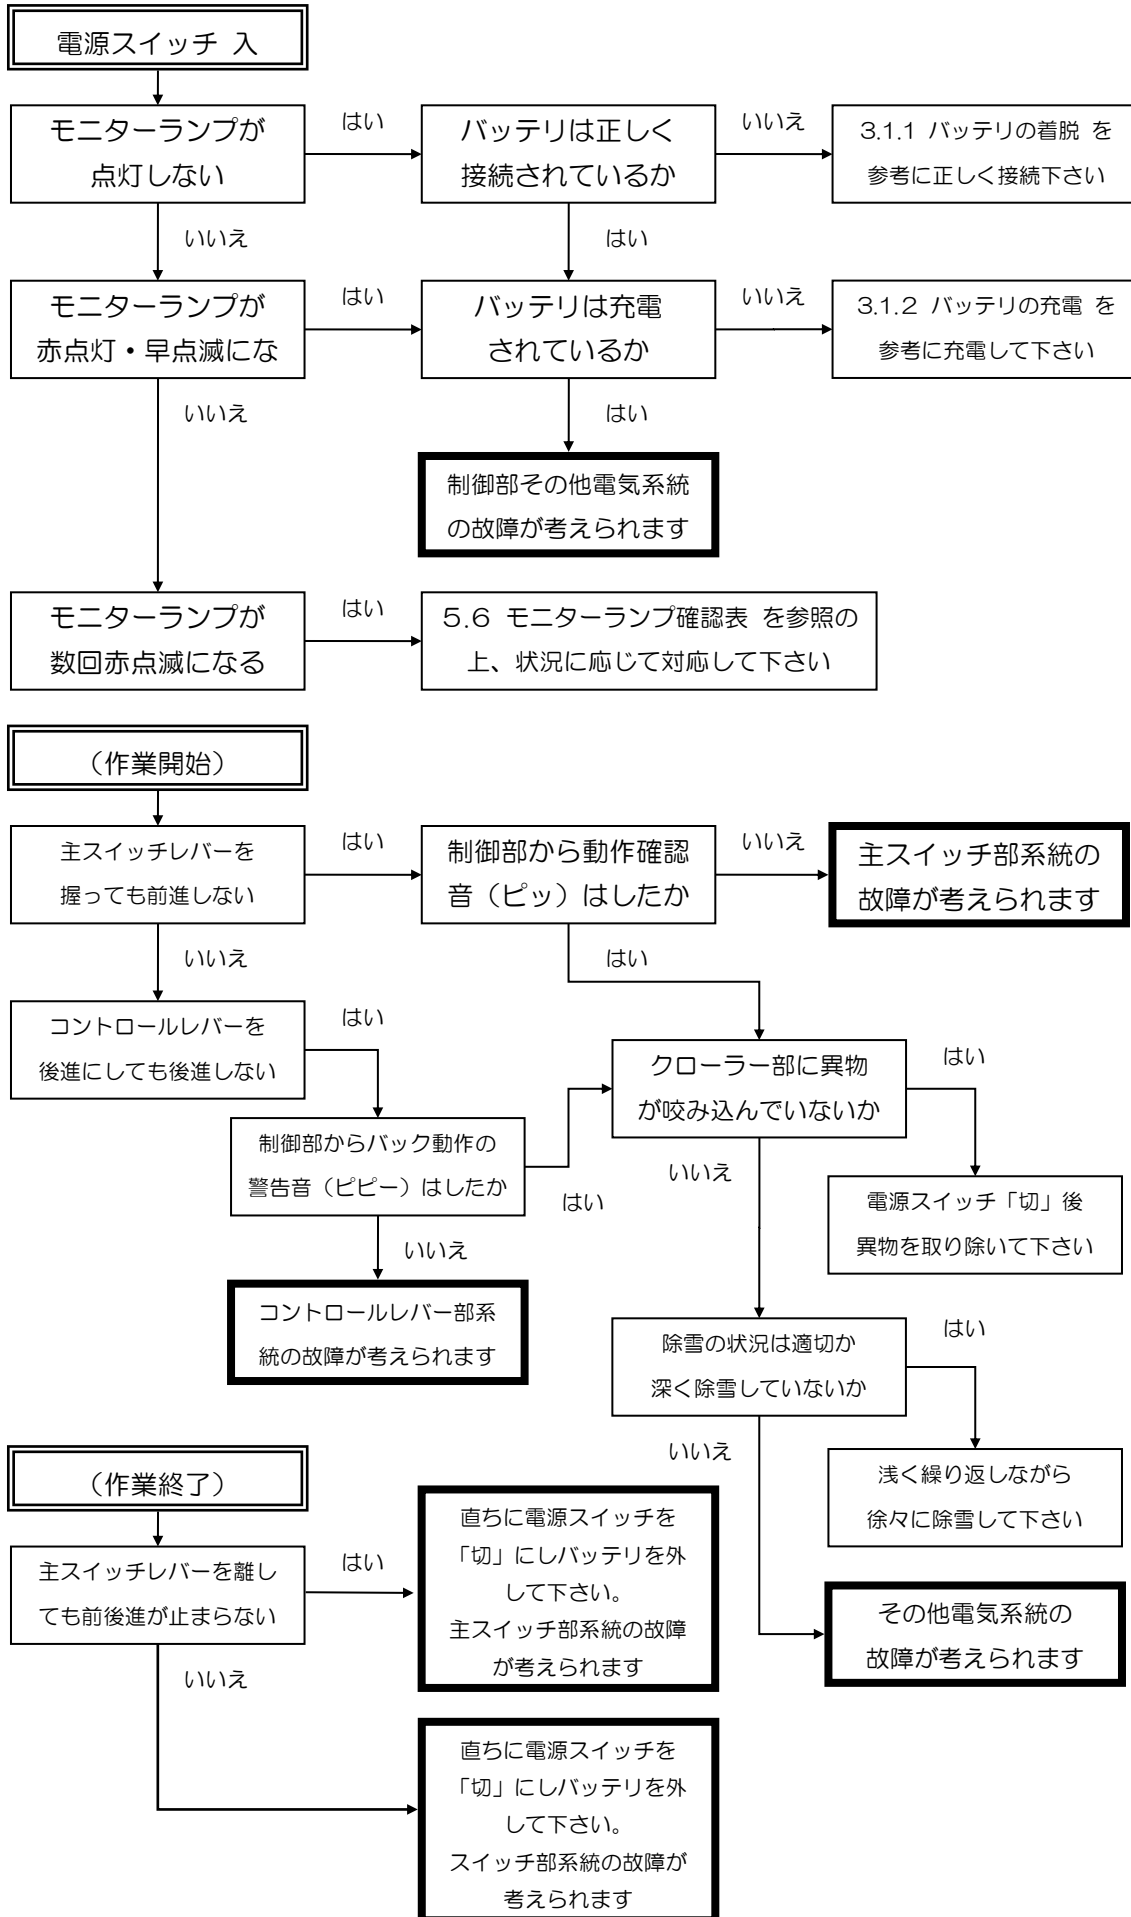 電源スイッチ 入
モニターランプが
点灯しない
はい
バッテリは正しく
接続されているか
いいえ
3.1.1 バッテリの着脱 を
参考に正しく接続下さい
いいえ
はい
モニターランプが
赤点灯・早点滅にな
はい
バッテリは充電
されているか
いいえ
3.1.2 バッテリの充電 を
参考に充電して下さい
いいえ
はい
制御部その他電気系統
の故障が考えられます
モニターランプが
数回赤点滅になる
はい
5.6 モニターランプ確認表 を参照の
上、状況に応じて対応して下さい
（作業開始）
主スイッチレバーを
握っても前進しない
はい
制御部から動作確認
音（ピッ）はしたか
いいえ
主スイッチ部系統の
故障が考えられます
いいえ
はい
コントロールレバーを
後進にしても後進しない
はい
制御部からバック動作の
警告音（ピピー）はしたか
はい
いいえ
コントロールレバー部系
統の故障が考えられます
クローラー部に異物
が咬み込んでいないか
はい
電源スイッチ「切」後
異物を取り除いて下さい
いいえ
除雪の状況は適切か
深く除雪していないか
はい
浅く繰り返しながら
徐々に除雪して下さい
いいえ
その他電気系統の
故障が考えられます
（作業終了）
主スイッチレバーを離し
ても前後進が止まらない
はい
直ちに電源スイッチを
「切」にしバッテリを外
して下さい。
主スイッチ部系統の故障
が考えられます
いいえ
直ちに電源スイッチを
「切」にしバッテリを外
して下さい。
スイッチ部系統の故障が
考えられます